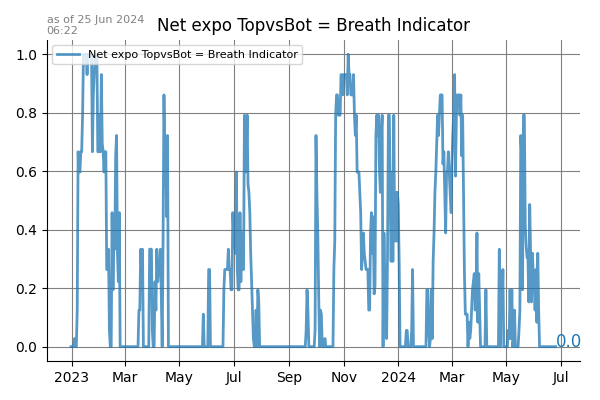 as of 25 Jun 2024
06:22
Net expo TopvsBot = Breath Indicator
Net expo TopvsBot = Breath Indicator
1.0
0.8
0.6
0.4
0.2
0.0
0.0
2023 Mar May Jul Sep Nov 2024 Mar May Jul